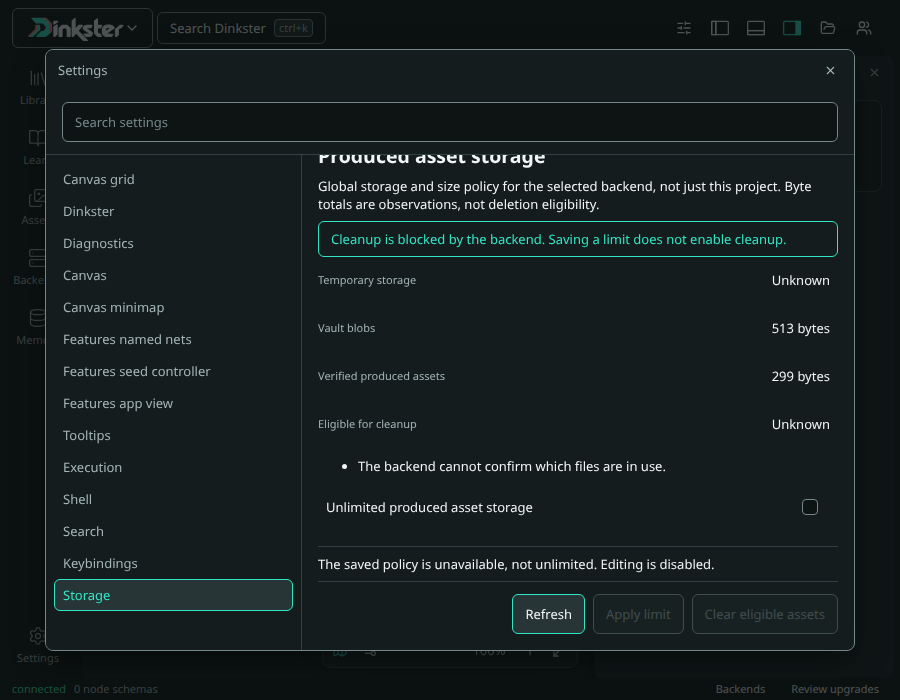 Dinkster
Search Dinkster ctrl+k
Settings
Search settings
Canvas grid
Dinkster
Diagnostics
Canvas
Canvas minimap
Features named nets
Features seed controller
Features app view
Tooltips
Execution
Shell
Search
Keybindings
Storage
Produced asset storage
Global storage and size policy for the selected backend, not just this project. Byte
totals are observations, not deletion eligibility.
Cleanup is blocked by the backend. Saving a limit does not enable cleanup.
Temporary storage Unknown
Vault blobs 513 bytes
Verified produced assets 299 bytes
Eligible for cleanup Unknown
• The backend cannot confirm which files are in use.
Unlimited produced asset storage
The saved policy is unavailable, not unlimited. Editing is disabled.
Refresh Apply limit Clear eligible assets
Settings
connected 0 node schemas
Backends Review upgrades